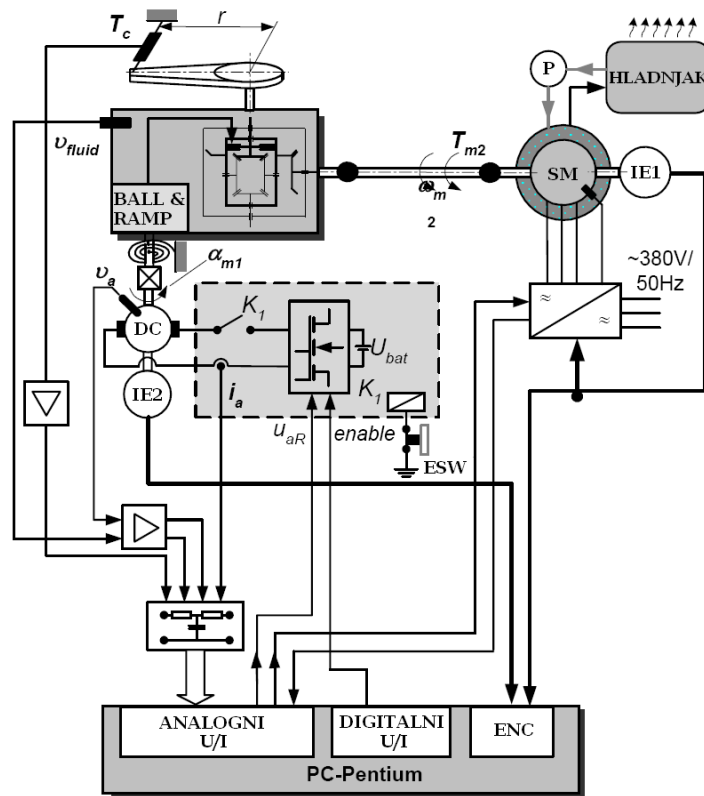 T_c
r
P
HLADNJAK
υ_fluid
T_m2
SM
IE1
BALL &
RAMP
ω_m
2
υ_a
α_m1
~380V/
50Hz
DC
K_1
≈
≈
U_bat
IE2
i_a
K_1
u_aR
enable
ESW
ANALOGNI
U/I
DIGITALNI
U/I
ENC
PC-Pentium